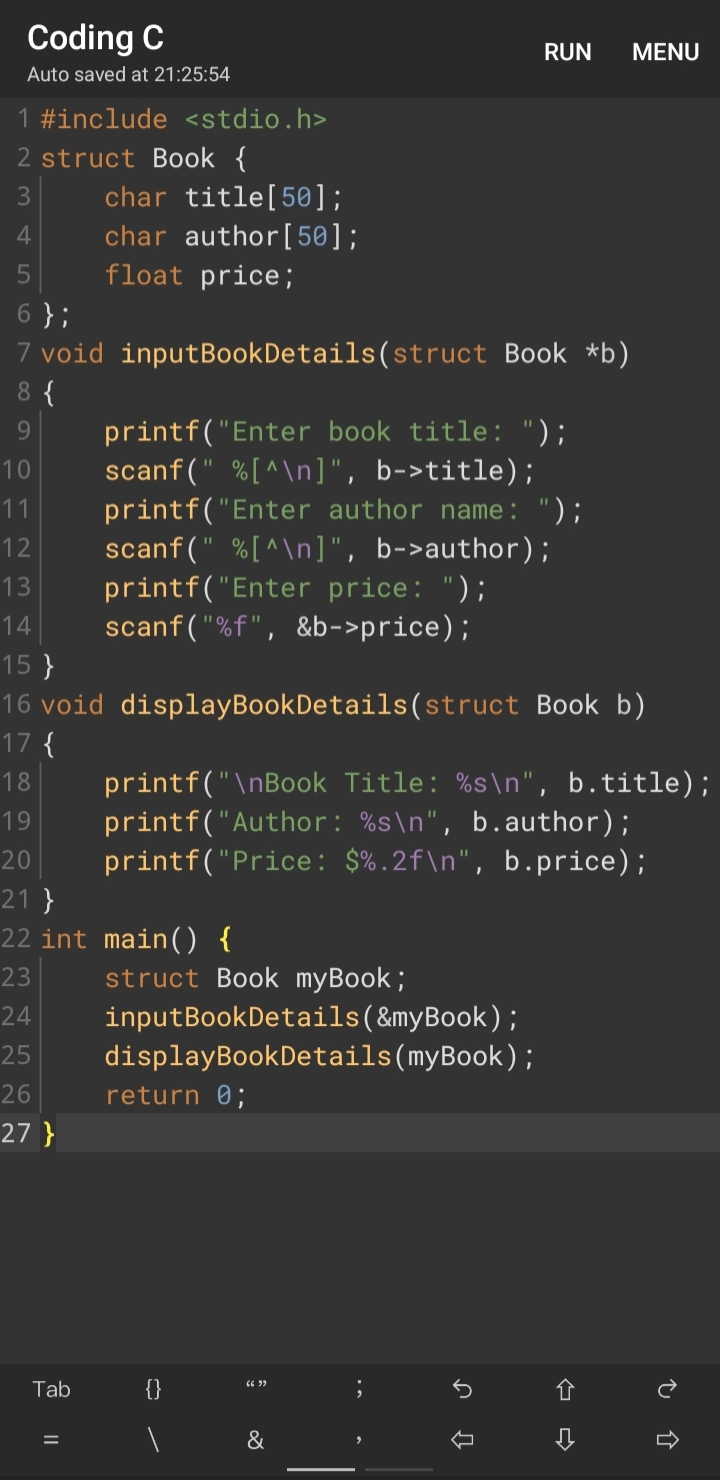 Coding C
Auto saved at 21:25:54
RUN MENU
1 #include <stdio.h>
2 struct Book {
3     char title[50];
4     char author[50];
5     float price;
6 };
7 void inputBookDetails(struct Book *b)
8 {
9     printf("Enter book title: ");
10     scanf(" %[^\n]", b->title);
11     printf("Enter author name: ");
12     scanf(" %[^\n]", b->author);
13     printf("Enter price: ");
14     scanf("%f", &b->price);
15 }
16 void displayBookDetails(struct Book b)
17 {
18     printf("\nBook Title: %s\n", b.title);
19     printf("Author: %s\n", b.author);
20     printf("Price: $%.2f\n", b.price);
21 }
22 int main() {
23     struct Book myBook;
24     inputBookDetails(&myBook);
25     displayBookDetails(myBook);
26     return 0;
27 }
Tab {} “” ;
= \ & ,